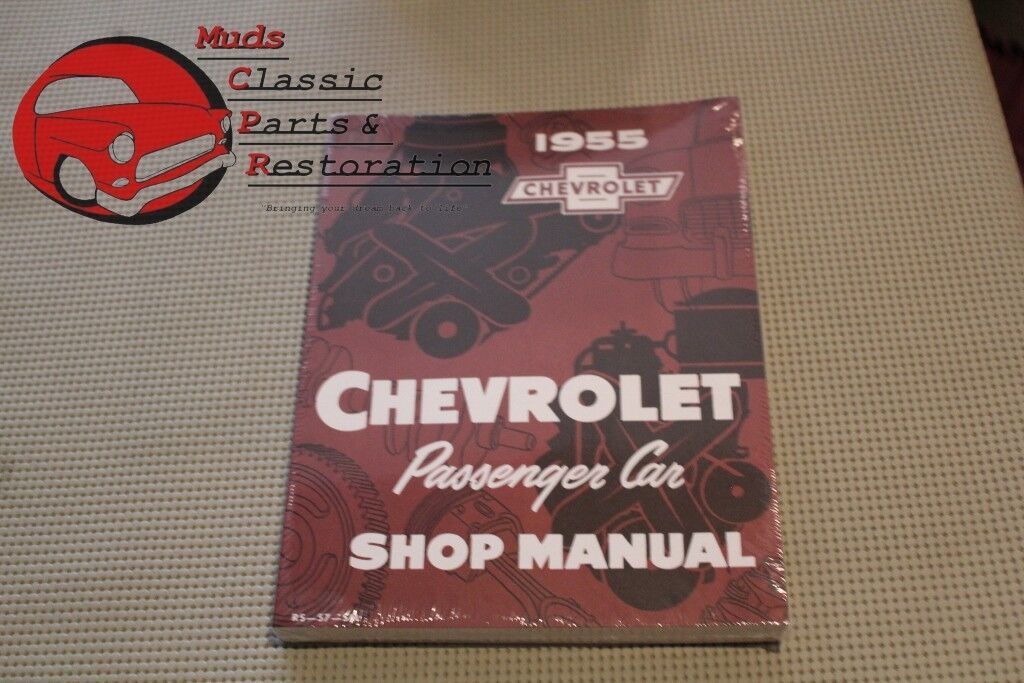 Muds
Classic
Parts &
Restoration
"Bringing your dream back to life"
1955
CHEVROLET
CHEVROLET
Passenger Car
SHOP MANUAL